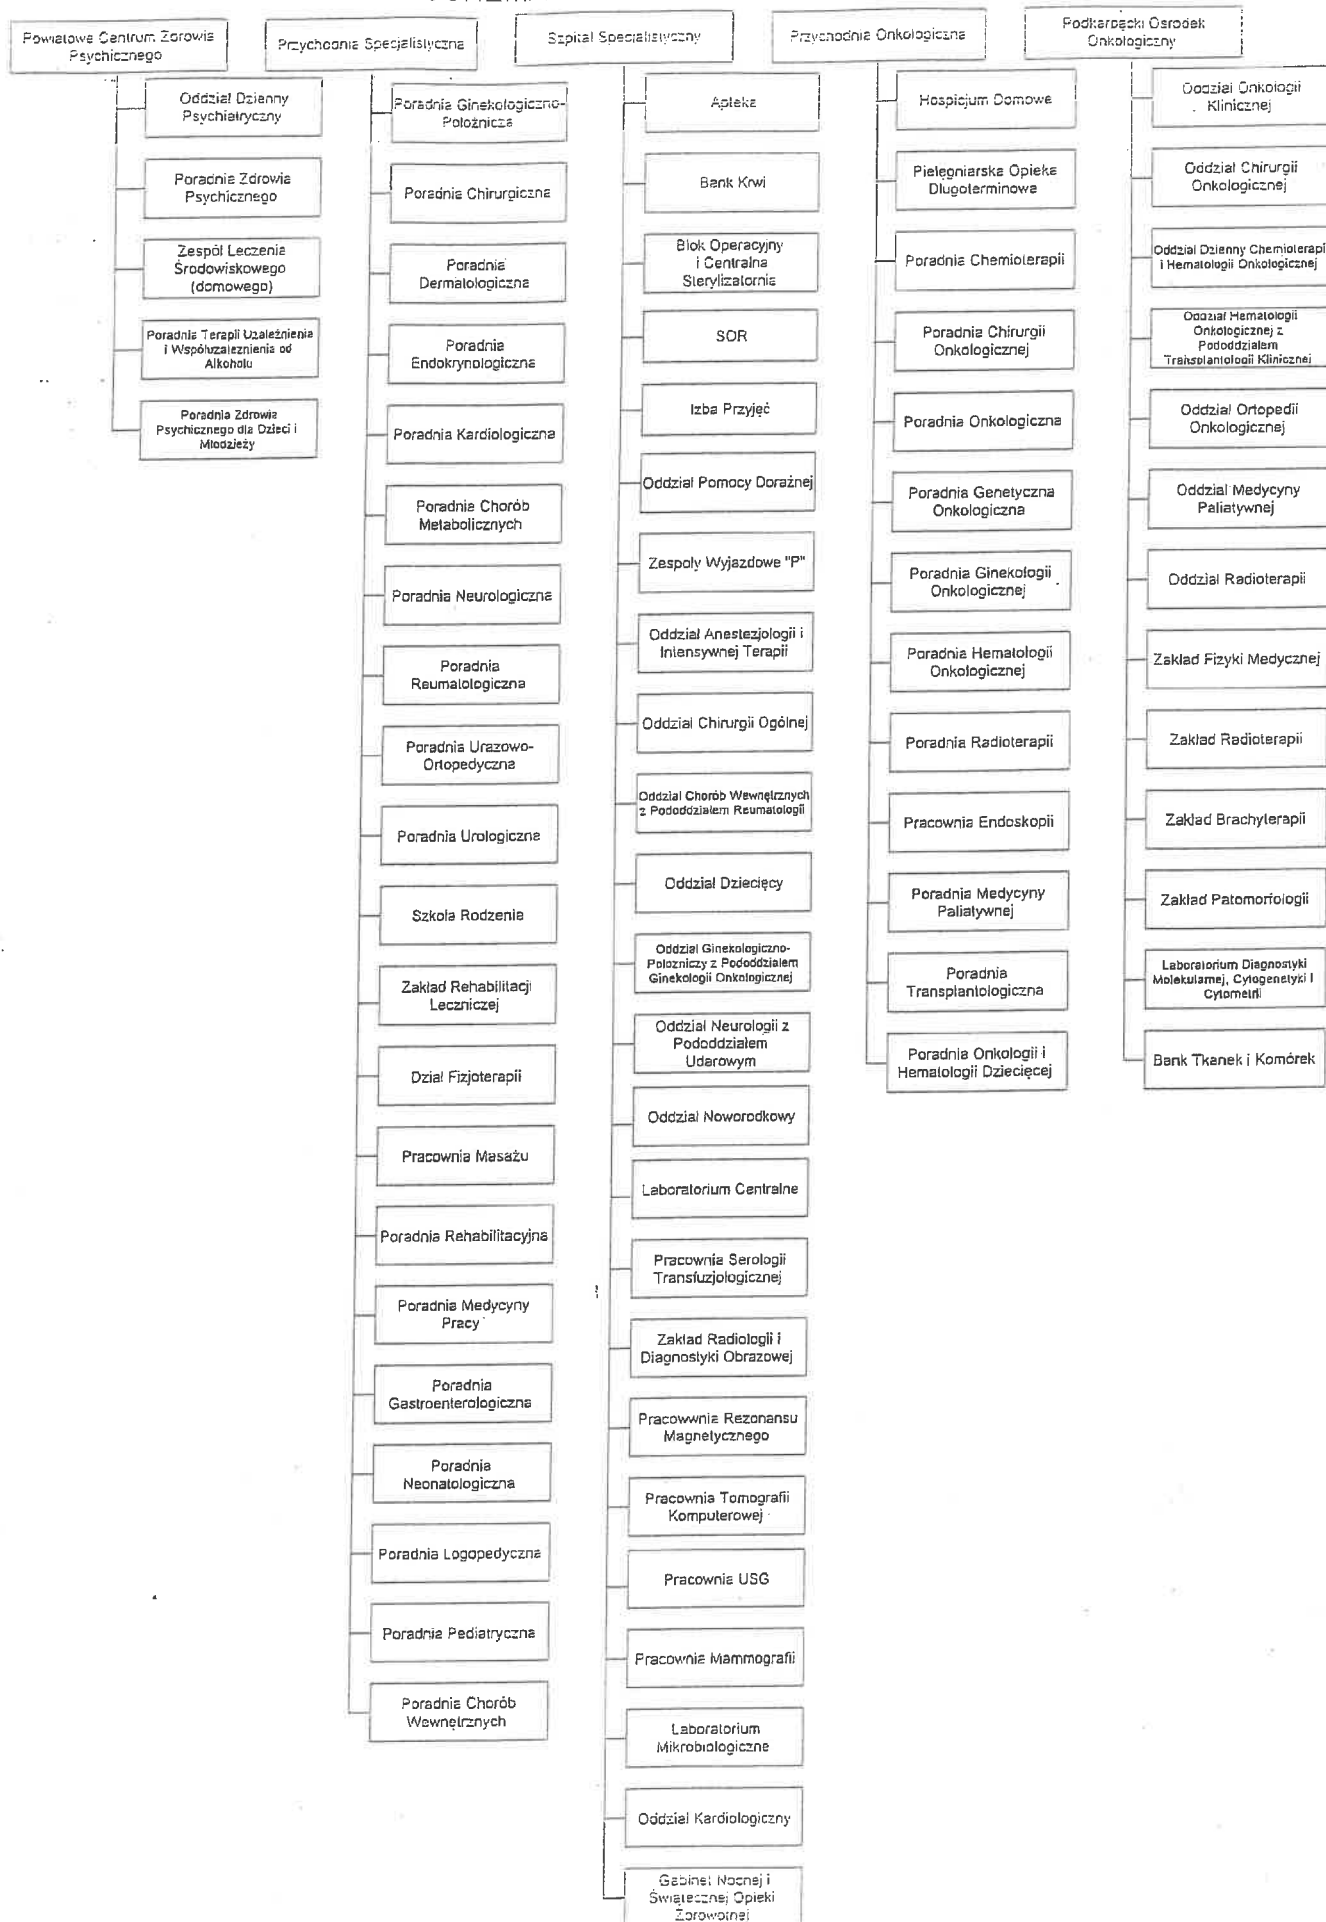 Powiatowe Centrum Zdrowia
Psychicznego
Oddział Dzienny
Psychiatryczny
Poradnia Zdrowia
Psychicznego
Zespół Leczenia
Środowiskowego
(domowego)
Poradnia Terapii Uzależnienia
i Współuzależnienia od
Alkoholu
Poradnia Zdrowia
Psychicznego dla Dzieci i
Młodzieży
Przychodnia Specjalistyczna
Poradnia Ginekologiczno-
Położnicza
Poradnia Chirurgiczna
Poradnia
Dermatologiczna
Poradnia
Endokrynologiczna
Poradnia Kardiologiczna
Poradnia Chorób
Metabolicznych
Poradnia Neurologiczna
Poradnia
Reumatologiczna
Poradnia Urazowo-
Ortopedyczna
Poradnia Urologiczna
Szkoła Rodzenia
Zakład Rehabilitacji
Leczniczej
Dział Fizjoterapii
Pracownia Masażu
Poradnia Rehabilitacyjna
Poradnia Medycyny
Pracy
Poradnia
Gastroenterologiczna
Poradnia
Neonatologiczna
Poradnia Logopedyczna
Poradnia Pediatryczna
Poradnia Chorób
Wewnętrznych
Szpital Specjalistyczny
Apteka
Bank Krwi
Blok Operacyjny
i Centralna
Sterylizatornia
SOR
Izba Przyjęć
Oddział Pomocy Doraźnej
Zespoły Wyjazdowe "P"
Oddział Anestezjologii i
Intensywnej Terapii
Oddział Chirurgii Ogólnej
Oddział Chorób Wewnętrznych
z Pododdziałem Reumatologii
Oddział Dziecięcy
Oddział Ginekologiczno-
Położniczy z Pododdziałem
Ginekologii Onkologicznej
Oddział Neurologii z
Pododdziałem
Udarowym
Oddział Noworodkowy
Laboratorium Centralne
Pracownia Serologii
Transfuzjologicznej
Zakład Radiologii i
Diagnostyki Obrazowej
Pracowwnia Rezonansu
Magnetycznego
Pracownia Tomografii
Komputerowej
Pracownia USG
Pracownia Mammografii
Laboratorium
Mikrobiologiczne
Oddział Kardiologiczny
Gabinet Nocnej i
Świątecznej Opieki
Zdrowotnej
Przychodnia Onkologiczna
Hospicjum Domowe
Pielęgniarska Opieka
Długoterminowa
Poradnia Chemioterapii
Poradnia Chirurgii
Onkologicznej
Poradnia Onkologiczna
Poradnia Genetyczna
Onkologiczna
Poradnia Ginekologii
Onkologicznej
Poradnia Hematologii
Onkologicznej
Poradnia Radioterapii
Pracownia Endoskopii
Poradnia Medycyny
Paliatywnej
Poradnia
Transplantologiczna
Poradnia Onkologii i
Hematologii Dziecięcej
Podkarpacki Ośrodek
Onkologiczny
Oddział Onkologii
Klinicznej
Oddział Chirurgii
Onkologicznej
Oddział Dzienny Chemioterapi
i Hematologii Onkologicznej
Oddział Hematologii
Onkologicznej z
Pododdziałem
Transplantologii Klinicznej
Oddział Ortopedii
Onkologicznej
Oddział Medycyny
Paliatywnej
Oddział Radioterapii
Zakład Fizyki Medycznej
Zakład Radioterapii
Zakład Brachyterapii
Zakład Patomorfologii
Laboratorium Diagnostyki
Molekularnej, Cytogenetyki i
Cytometrii
Bank Tkanek i Komórek